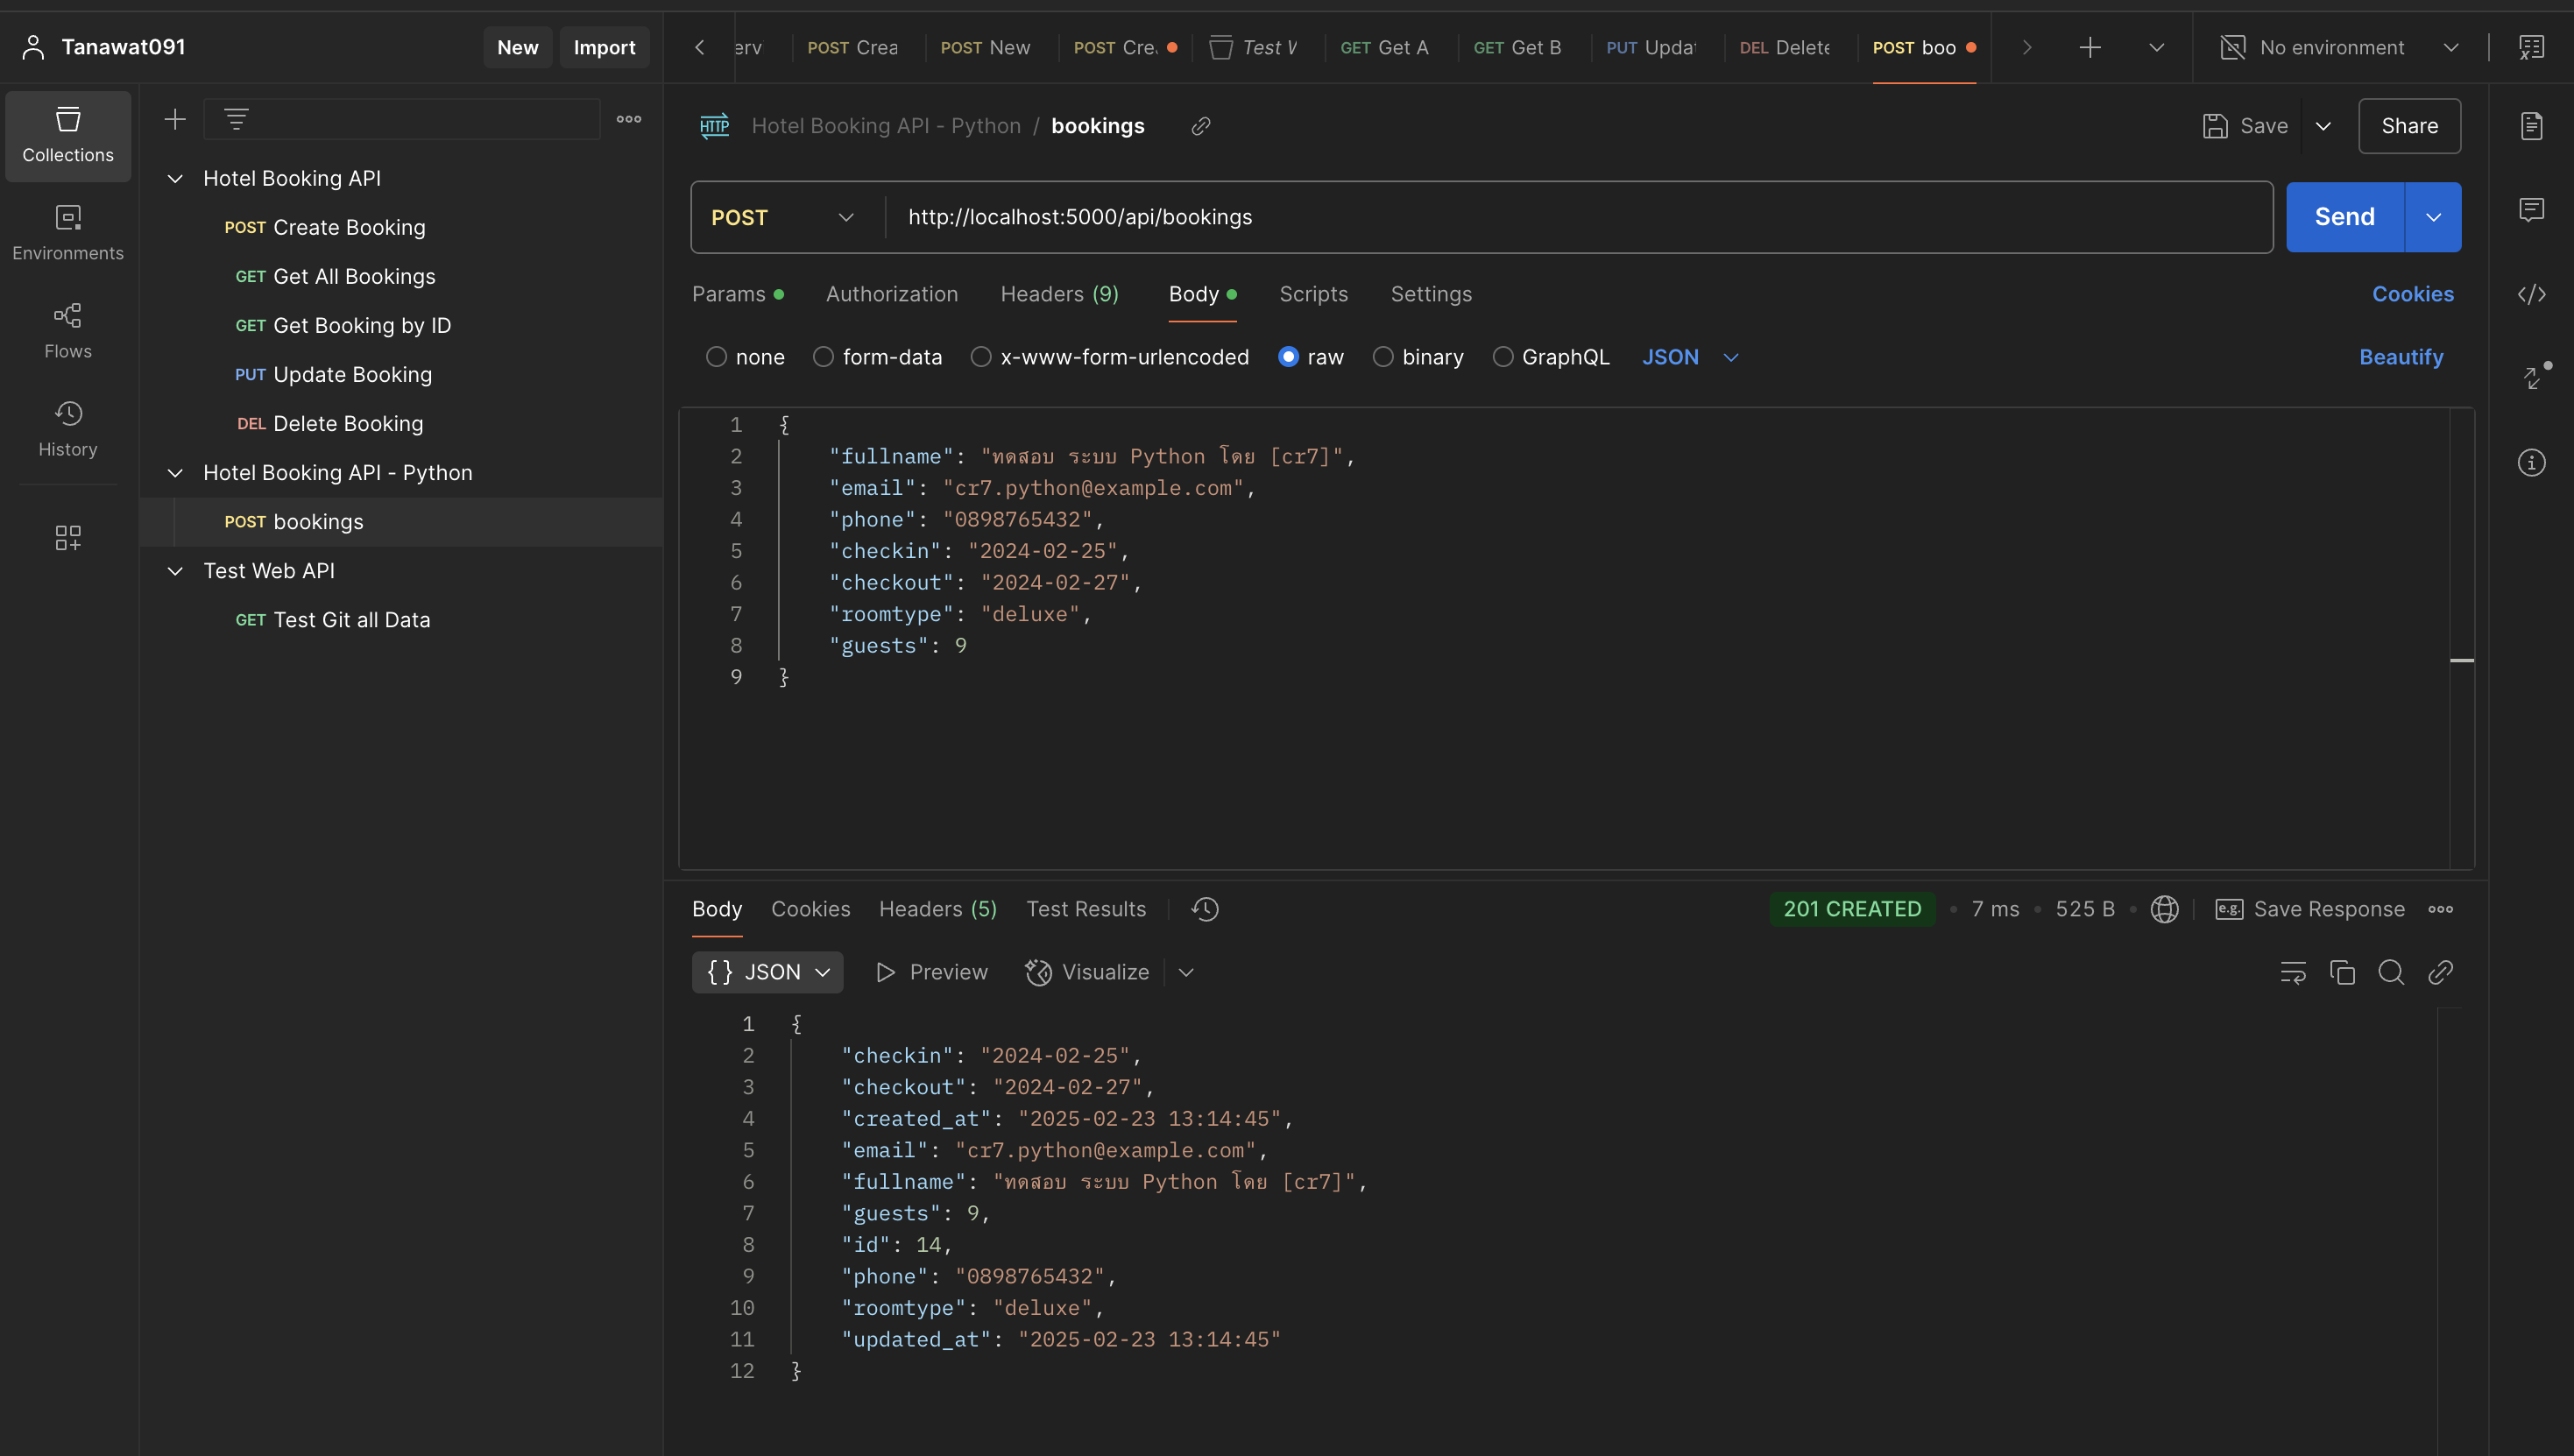 Tanawat091
New
Import
erv
POST Crea
POST New
POST Cre
Test
GET Get A
GET Get B
PUT Upda
DEL Delete
POST boo
No environment
Collections
Environments
Flows
History
Hotel Booking API
POST Create Booking
GET Get All Bookings
GET Get Booking by ID
PUT Update Booking
DEL Delete Booking
Hotel Booking API - Python
POST bookings
Test Web API
GET Test Git all Data
HTTP Hotel Booking API - Python / bookings
Save
Share
POST
http://localhost:5000/api/bookings
Send
Params
Authorization
Headers (9)
Body
Scripts
Settings
Cookies
none
form-data
x-www-form-urlencoded
raw
binary
GraphQL
JSON
Beautify
1 {
2 "fullname": "ทดสอบ ระบบ Python โดย [cr7]",
3 "email": "cr7.python@example.com",
4 "phone": "0898765432",
5 "checkin": "2024-02-25",
6 "checkout": "2024-02-27",
7 "roomtype": "deluxe",
8 "guests": 9
9 }
Body
Cookies
Headers (5)
Test Results
201 CREATED
7 ms
525 B
e.g. Save Response
{} JSON
Preview
Visualize
1 {
2 "checkin": "2024-02-25",
3 "checkout": "2024-02-27",
4 "created_at": "2025-02-23 13:14:45",
5 "email": "cr7.python@example.com",
6 "fullname": "ทดสอบ ระบบ Python โดย [cr7]",
7 "guests": 9,
8 "id": 14,
9 "phone": "0898765432",
10 "roomtype": "deluxe",
11 "updated_at": "2025-02-23 13:14:45"
12 }